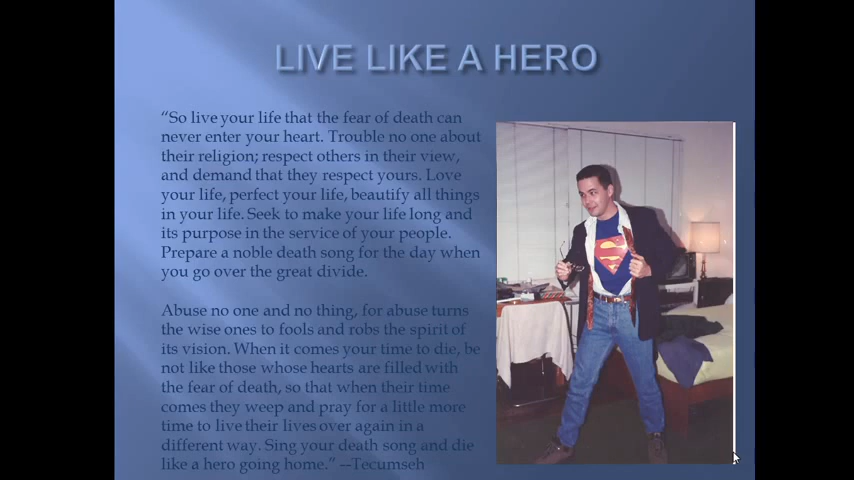 LIVE LIKE A HERO
“So live your life that the fear of death can
never enter your heart. Trouble no one about
their religion; respect others in their view,
and demand that they respect yours. Love
your life, perfect your life, beautify all things
in your life. Seek to make your life long and
its purpose in the service of your people.
Prepare a noble death song for the day when
you go over the great divide.
Abuse no one and no thing, for abuse turns
the wise ones to fools and robs the spirit of
its vision. When it comes your time to die, be
not like those whose hearts are filled with
the fear of death, so that when their time
comes they weep and pray for a little more
time to live their lives over again in a
different way. Sing your death song and die
like a hero going home.” --Tecumseh
S